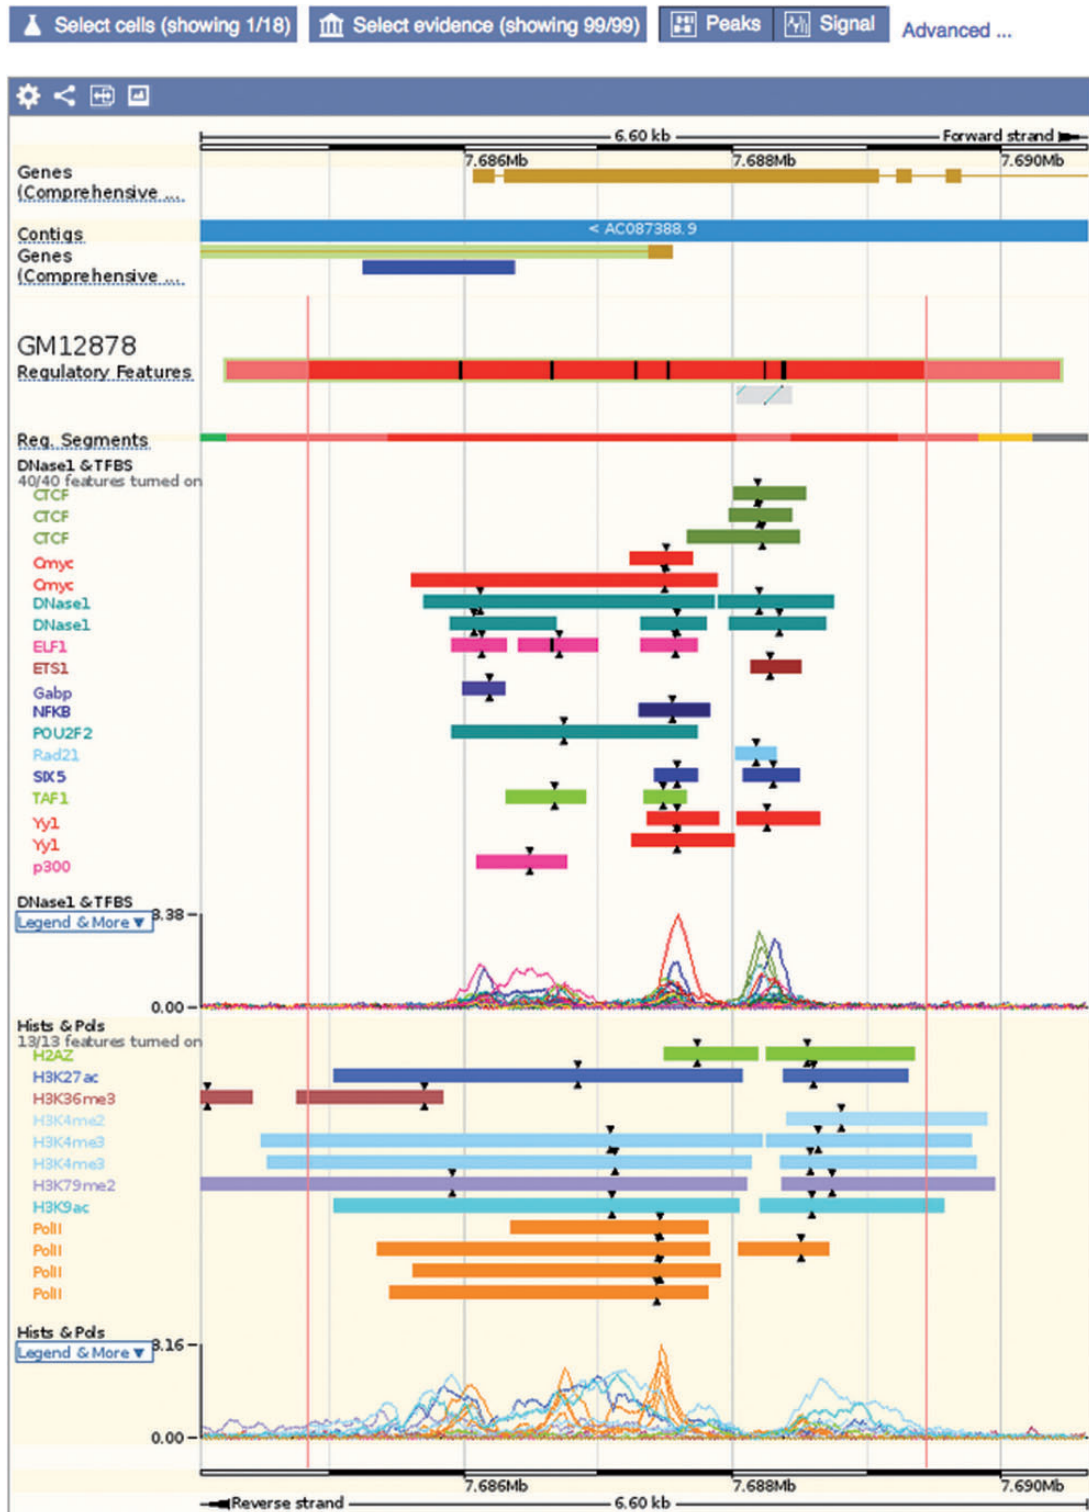 Select cells (showing 1/18) Select evidence (showing 99/99) Peaks Signal Advanced ...
6.60 kb Forward strand
7.686Mb 7.688Mb 7.690Mb
Genes
(Comprehensive ...
Contigs < AC087388.9
Genes
(Comprehensive ...
GM12878
Regulatory Features
Reg. Segments
DNase1 & TFBS
40/40 features turned on
CTCF
CTCF
CTCF
Cmyc
Cmyc
DNase1
DNase1
ELF1
ETS1
Gabp
NFKB
POU2F2
Rad21
SIX5
TAF1
Yy1
Yy1
p300
DNase1 & TFBS
Legend & More ▼ 8.38
0.00
Hists & Pols
13/13 features turned on
H2AZ
H3K27ac
H3K36me3
H3K4me2
H3K4me3
H3K4me3
H3K79me2
H3K9ac
PolII
PolII
PolII
PolII
Hists & Pols
Legend & More ▼ 8.16
0.00
7.686Mb 7.688Mb 7.690Mb
Reverse strand 6.60 kb